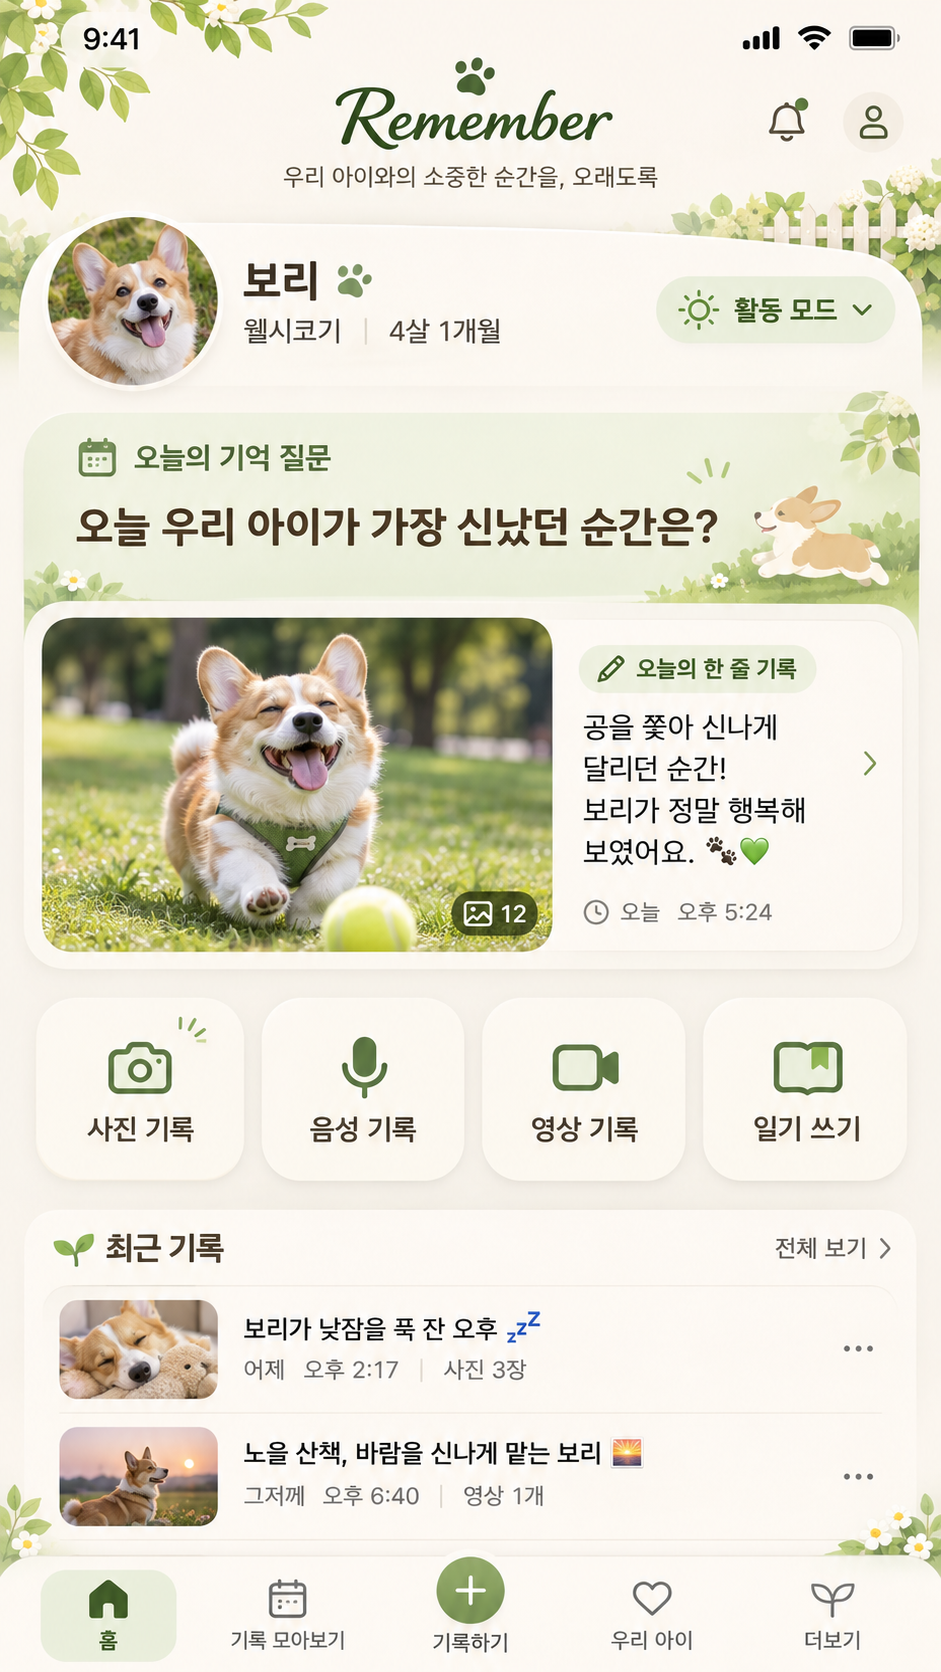 9:41
Remember
우리 아이와의 소중한 순간을, 오래도록
보리
웰시코기 | 4살 1개월
활동 모드
오늘의 기억 질문
오늘 우리 아이가 가장 신났던 순간은?
12
오늘의 한 줄 기록
공을 쫓아 신나게
달리던 순간!
보리가 정말 행복해
보였어요. 🐾💚
오늘 오후 5:24
사진 기록
음성 기록
영상 기록
일기 쓰기
최근 기록
전체 보기
보리가 낮잠을 푹 잔 오후 💤
어제 오후 2:17 | 사진 3장
노을 산책, 바람을 신나게 맡는 보리 🌅
그저께 오후 6:40 | 영상 1개
홈
기록 모아보기
기록하기
우리 아이
더보기